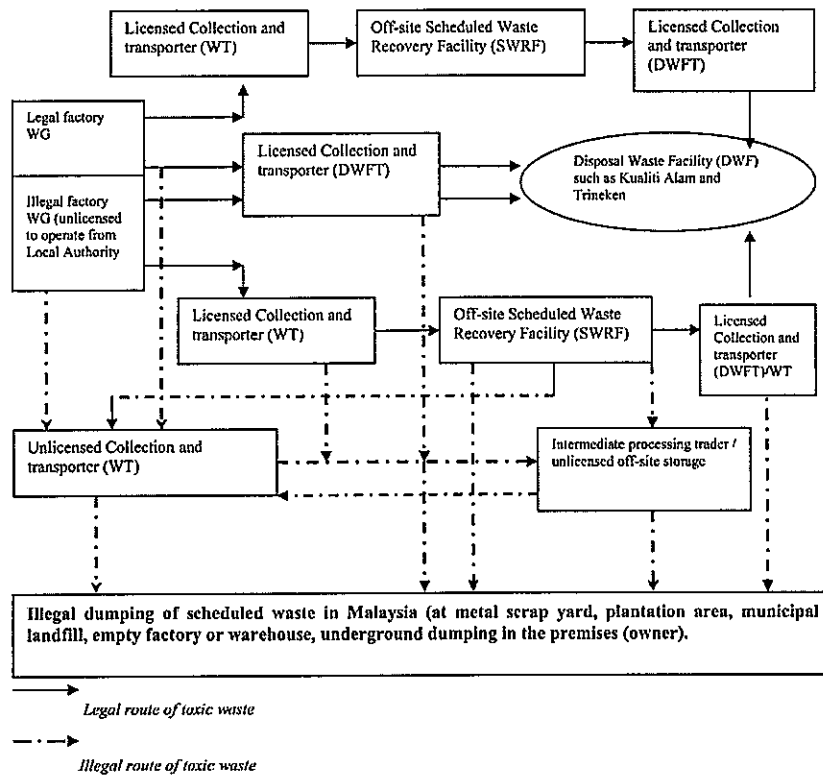 Licensed Collection and
transporter
(WT)
Off-site Scheduled Waste
Recovery Facility (SWRF)
Licensed Collection
and transporter
(DWFT)
Legal factory
WG
Licensed Collection and
transporter (DWFT)
Disposal Waste Facility (DWF)
such as Kualiti Alam and
Trineken
Illegal factory
WG (unlicensed
to operate from
Local Authority
Licensed Collection and
transporter (WT)
Off-site Scheduled Waste
Recovery Facility (SWRF)
Licensed
Collection and
transporter
(DWFT)/WT
Unlicensed Collection and
transporter (WT)
Intermediate processing trader /
unlicensed off-site storage
Illegal dumping of scheduled waste in Malaysia (at metal scrap yard, plantation area, municipal
landfill, empty factory or warehouse, underground dumping in the premises (owner).
Legal route of toxic waste
Illegal route of toxic waste